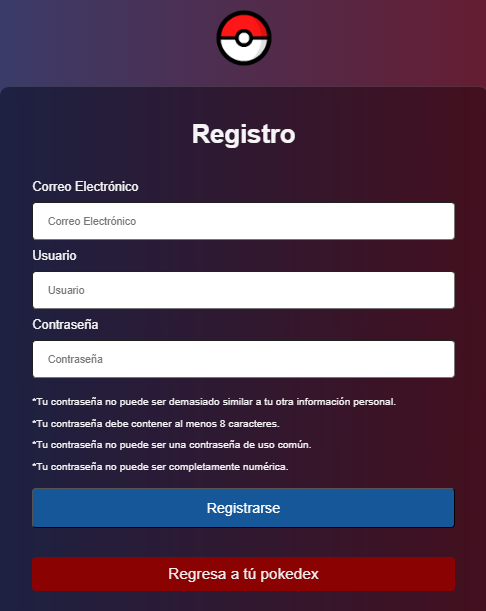 Registro
Correo Electrónico
Correo Electrónico
Usuario
Usuario
Contraseña
Contraseña
*Tu contraseña no puede ser demasiado similar a tu otra información personal.
*Tu contraseña debe contener al menos 8 caracteres.
*Tu contraseña no puede ser una contraseña de uso común.
*Tu contraseña no puede ser completamente numérica.
Registrarse
Regresa a tú pokedex